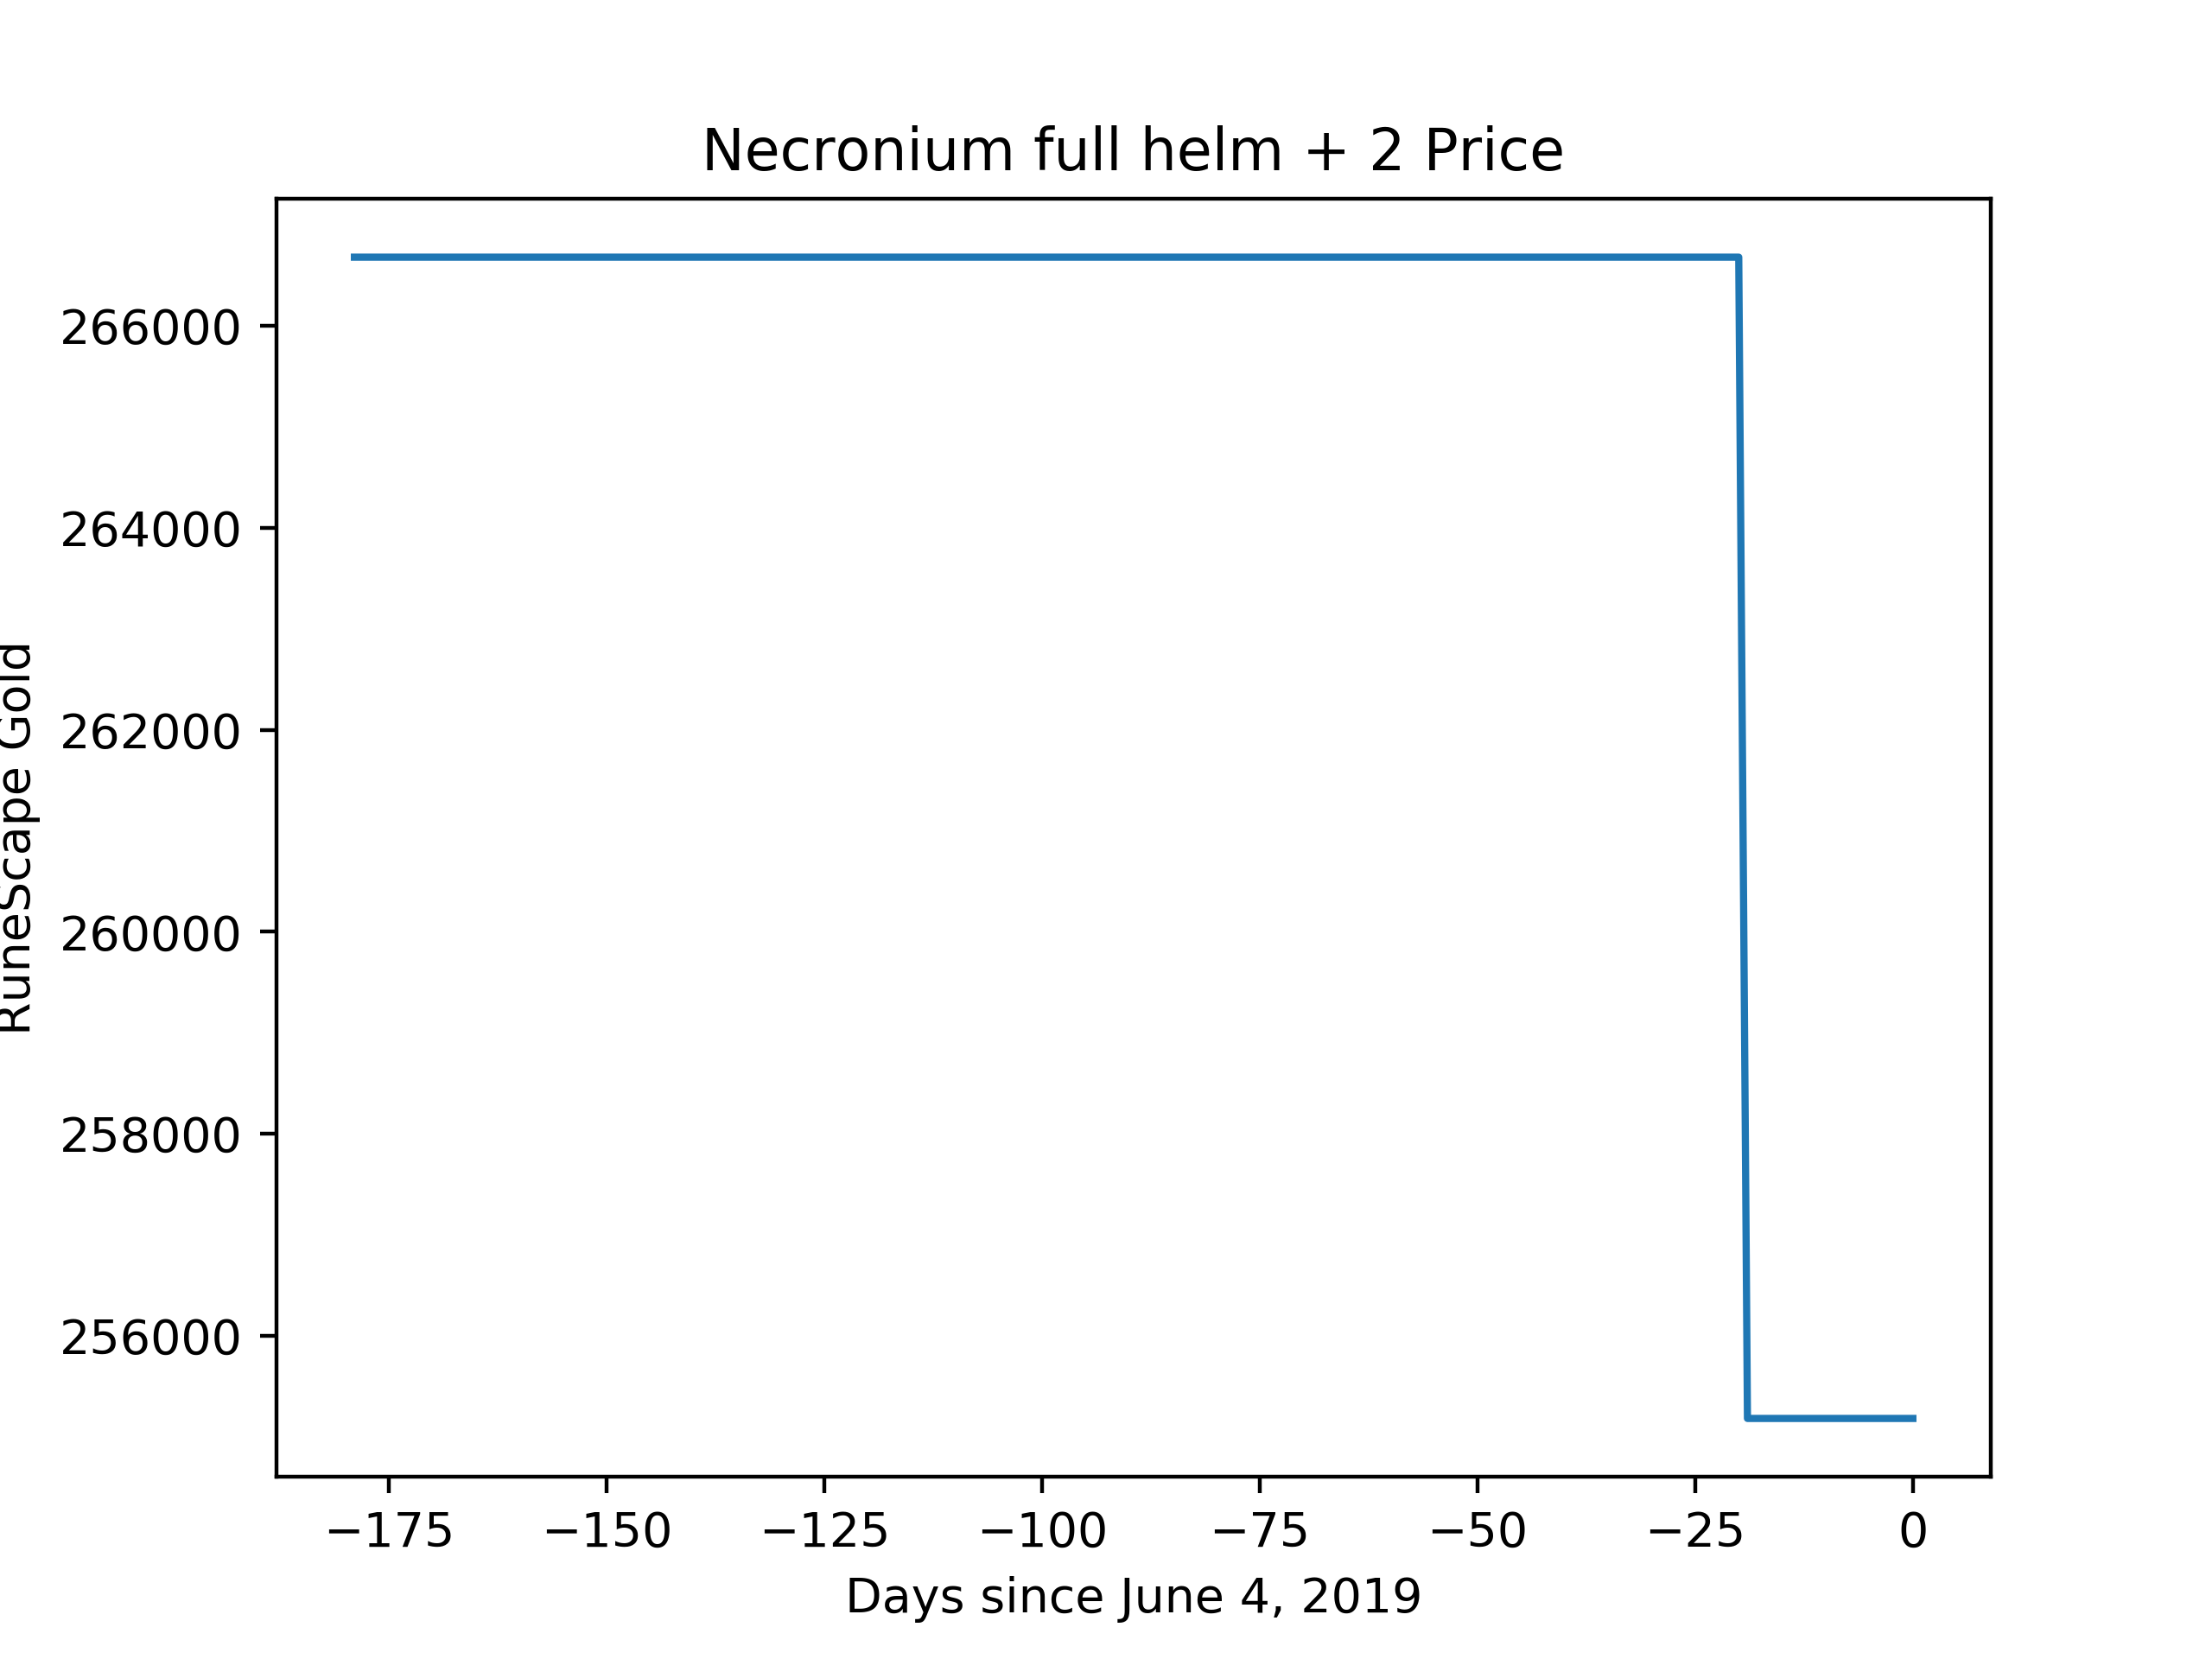 Necronium full helm + 2 Price
RuneScape Gold
266000
264000
262000
260000
258000
256000
−175 −150 −125 −100 −75 −50 −25 0
Days since June 4, 2019